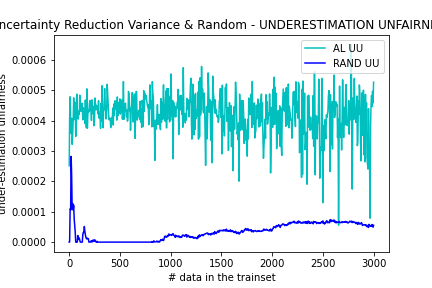 ncertainty Reduction Variance & Random - UNDERESTIMATION UNFAIRN
AL UU
RAND UU
0.0006
0.0005
0.0004
0.0003
0.0002
0.0001
0.0000
under-estimation unfairness
0 500 1000 1500 2000 2500 3000
# data in the trainset